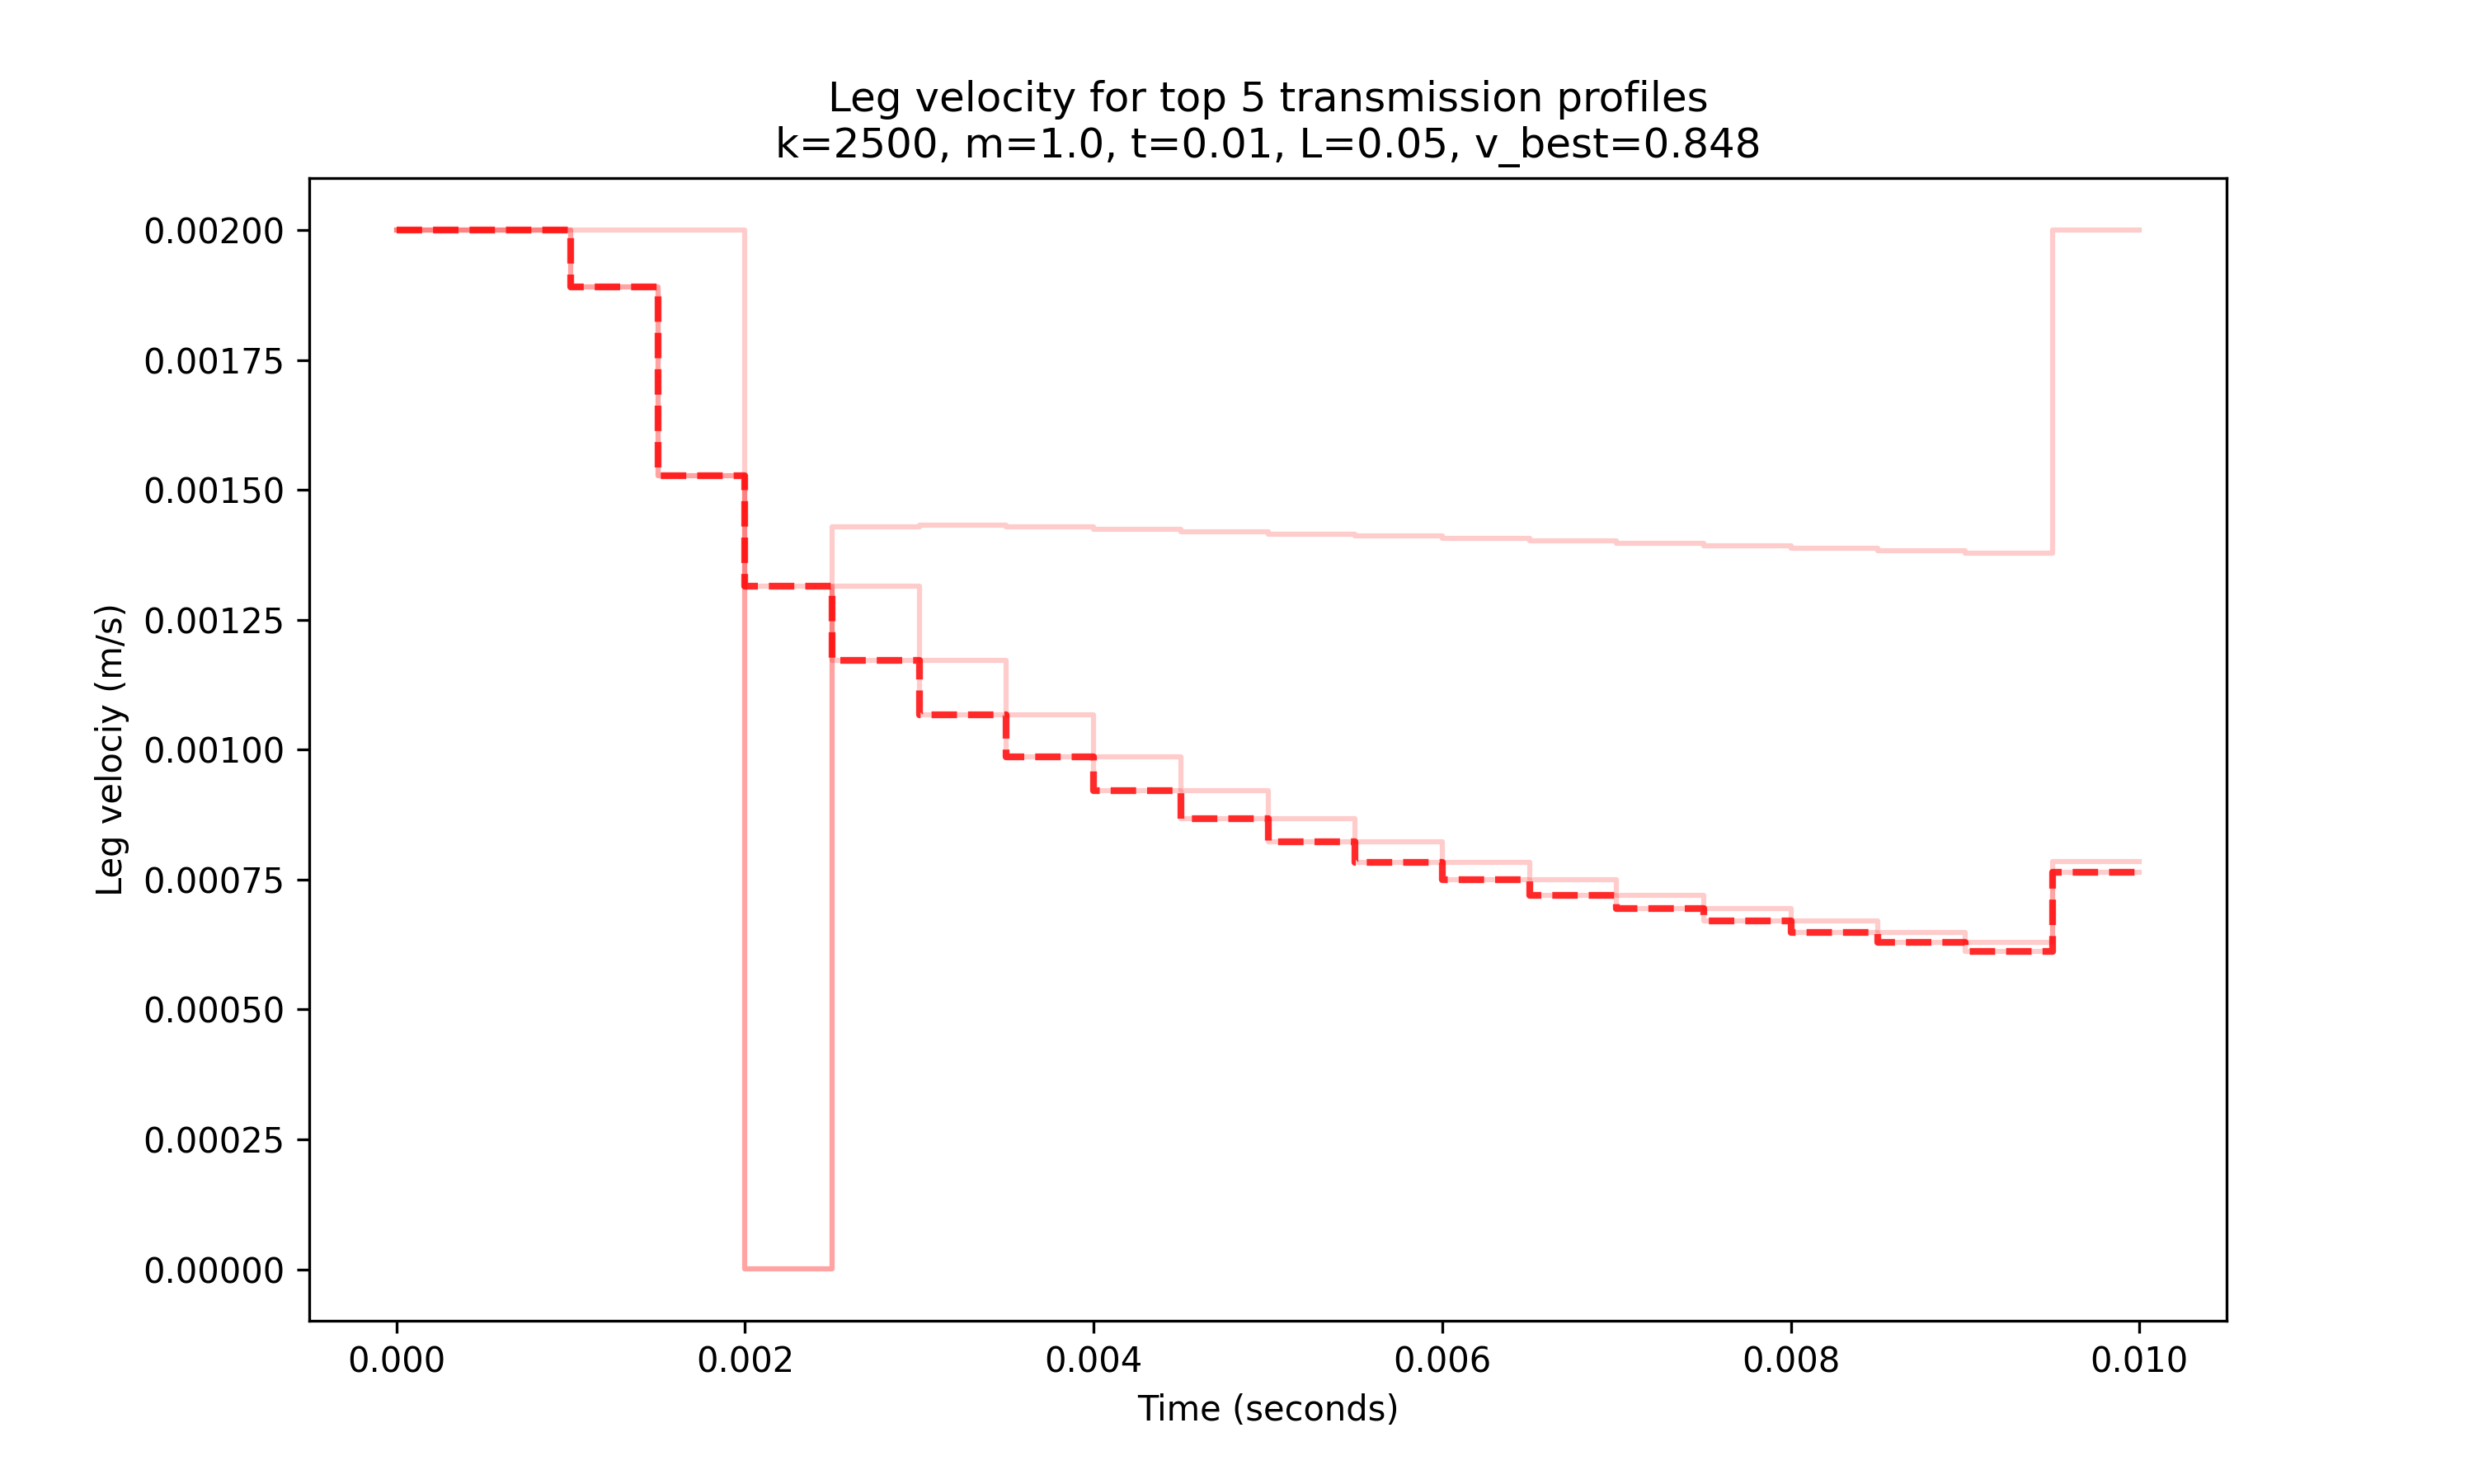 Leg velocity for top 5 transmission profiles
k=2500, m=1.0, t=0.01, L=0.05, v_best=0.848
0.00200
0.00175
0.00150
0.00125
0.00100
0.00075
0.00050
0.00025
0.00000
Leg velociy (m/s)
0.000 0.002 0.004 0.006 0.008 0.010
Time (seconds)